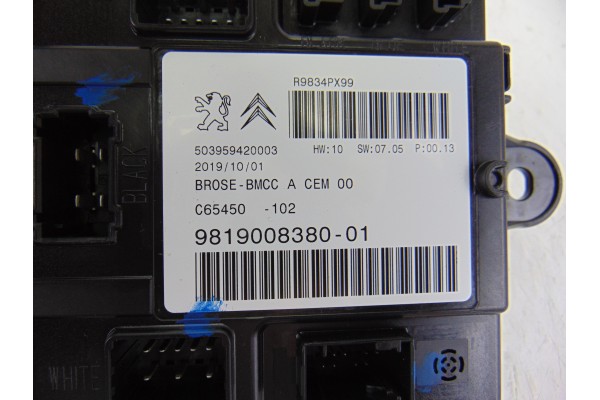 WHITE
R9834PX99
503959420003 HW:10 SW:07.05 P:00.13
2019/10/01
BROSE-BMCC A CEM 00
C65450 -102
9819008380-01
BLACK
WHITE